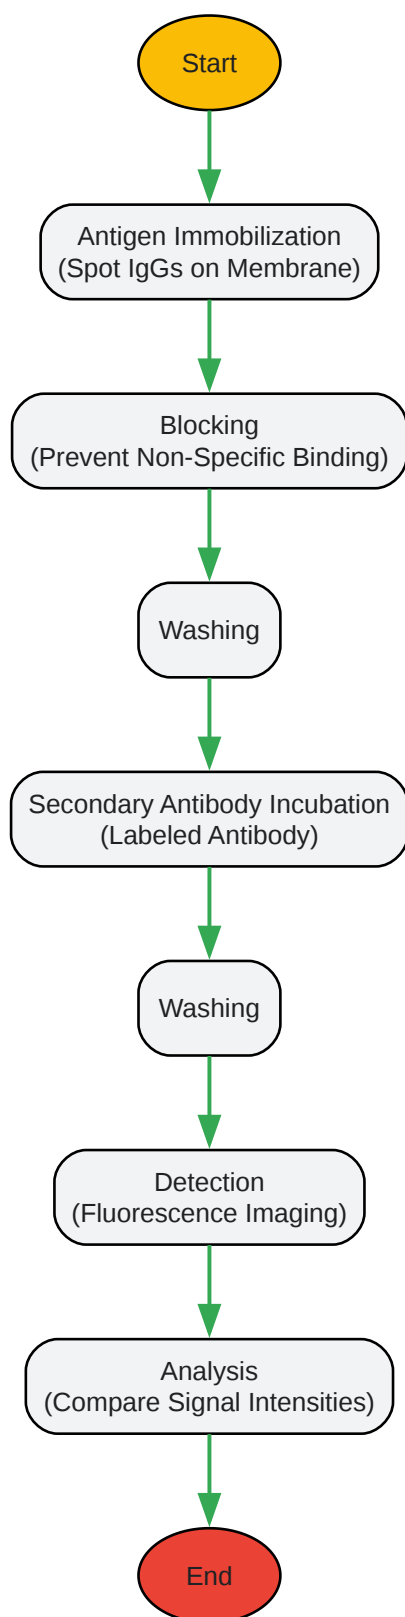 Start
Antigen Immobilization
(Spot IgGs on Membrane)
Blocking
(Prevent Non-Specific Binding)
Washing
Secondary Antibody Incubation
(Labeled Antibody)
Washing
Detection
(Fluorescence Imaging)
Analysis
(Compare Signal Intensities)
End